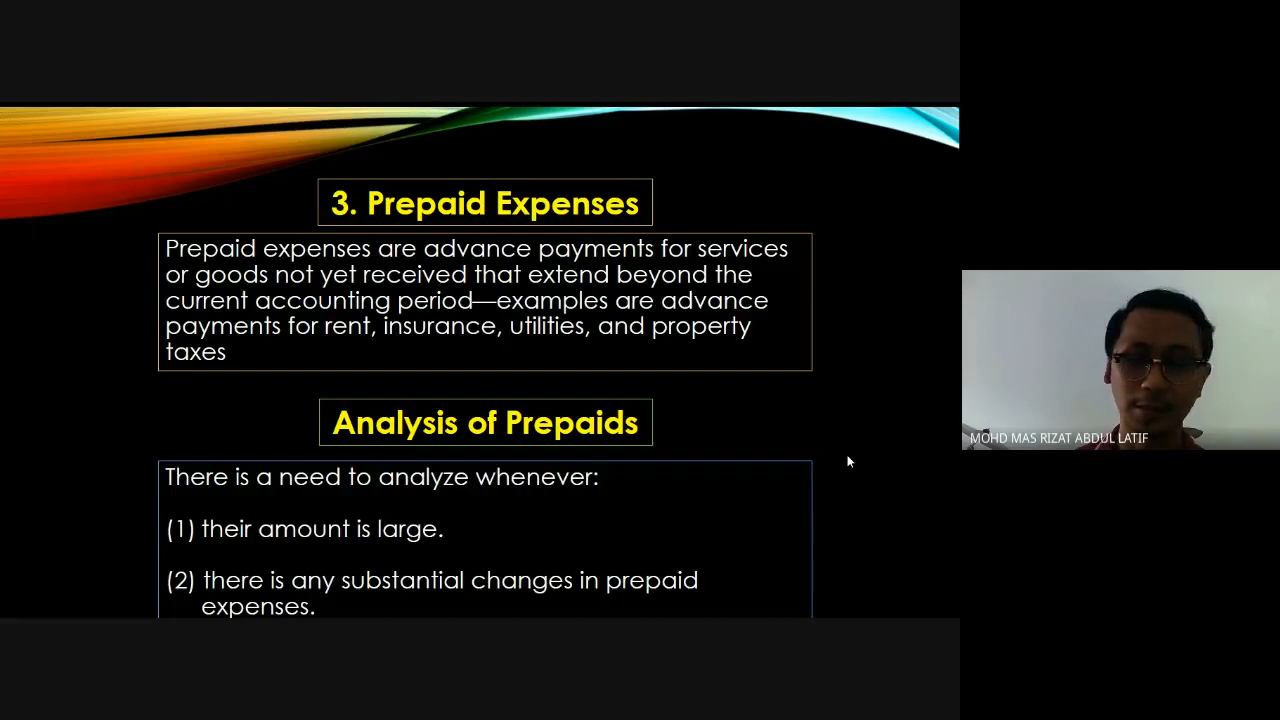 3. Prepaid Expenses
Prepaid expenses are advance payments for services
or goods not yet received that extend beyond the
current accounting period—examples are advance
payments for rent, insurance, utilities, and property
taxes
Analysis of Prepaids
There is a need to analyze whenever:
(1) their amount is large.
(2) there is any substantial changes in prepaid
expenses.
MOHD MAS RIZAT ABDUL LATIF